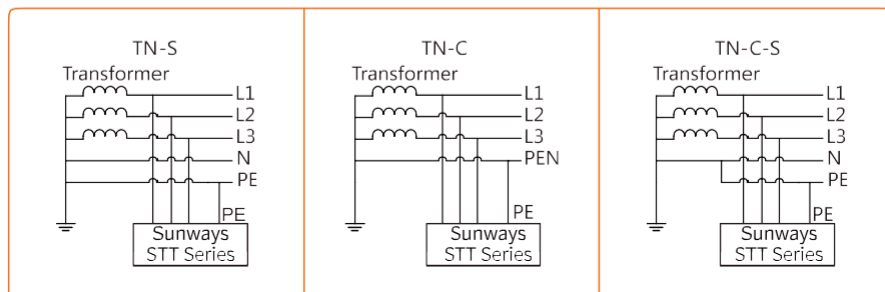 TN-S
Transformer
L1
L2
L3
N
PE
PE
Sunways
STT Series
TN-C
Transformer
L1
L2
L3
PEN
PE
Sunways
STT Series
TN-C-S
Transformer
L1
L2
L3
N
PE
PE
Sunways
STT Series